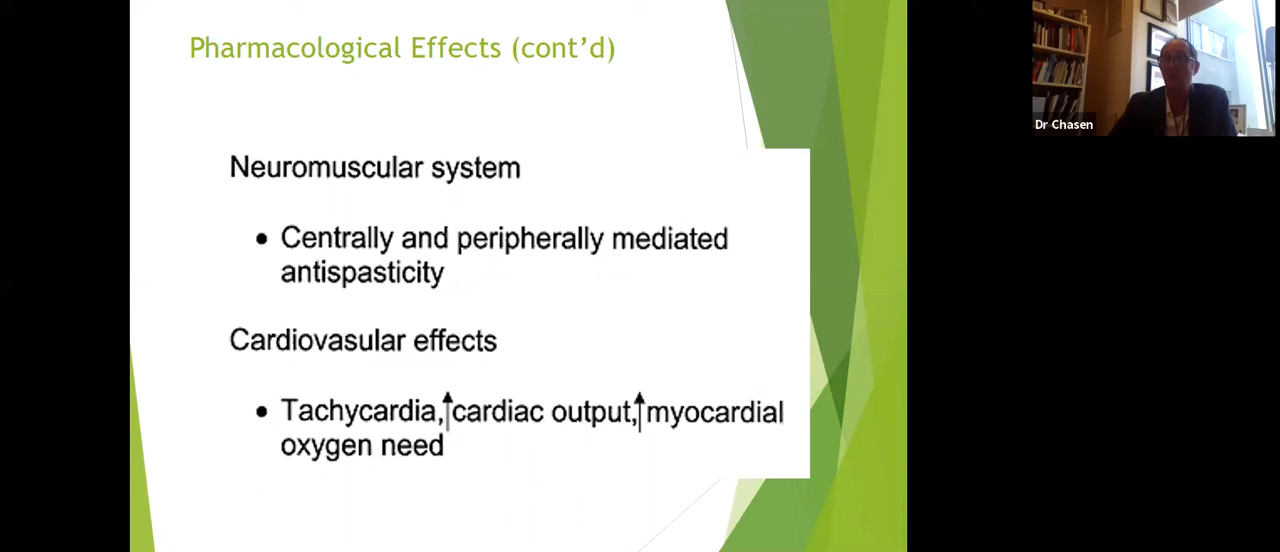 Pharmacological Effects (cont'd)
Dr Chasen
Neuromuscular system
• Centrally and peripherally mediated
antispasticity
Cardiovasular effects
• Tachycardia,↑cardiac output,↑myocardial
oxygen need